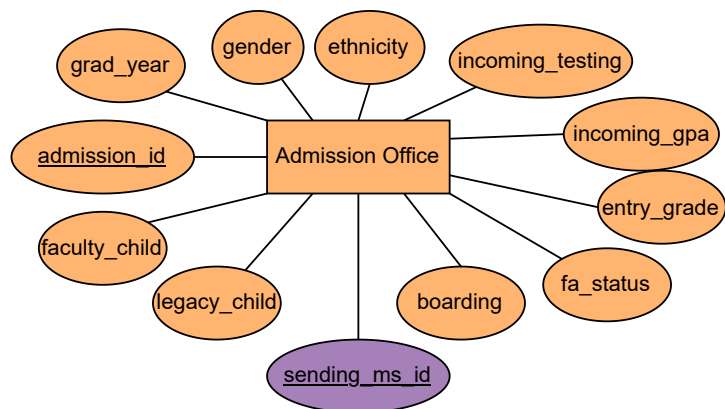 gender
ethnicity
grad_year
incoming_testing
incoming_gpa
admission_id
Admission Office
entry_grade
faculty_child
fa_status
legacy_child
boarding
sending_ms_id